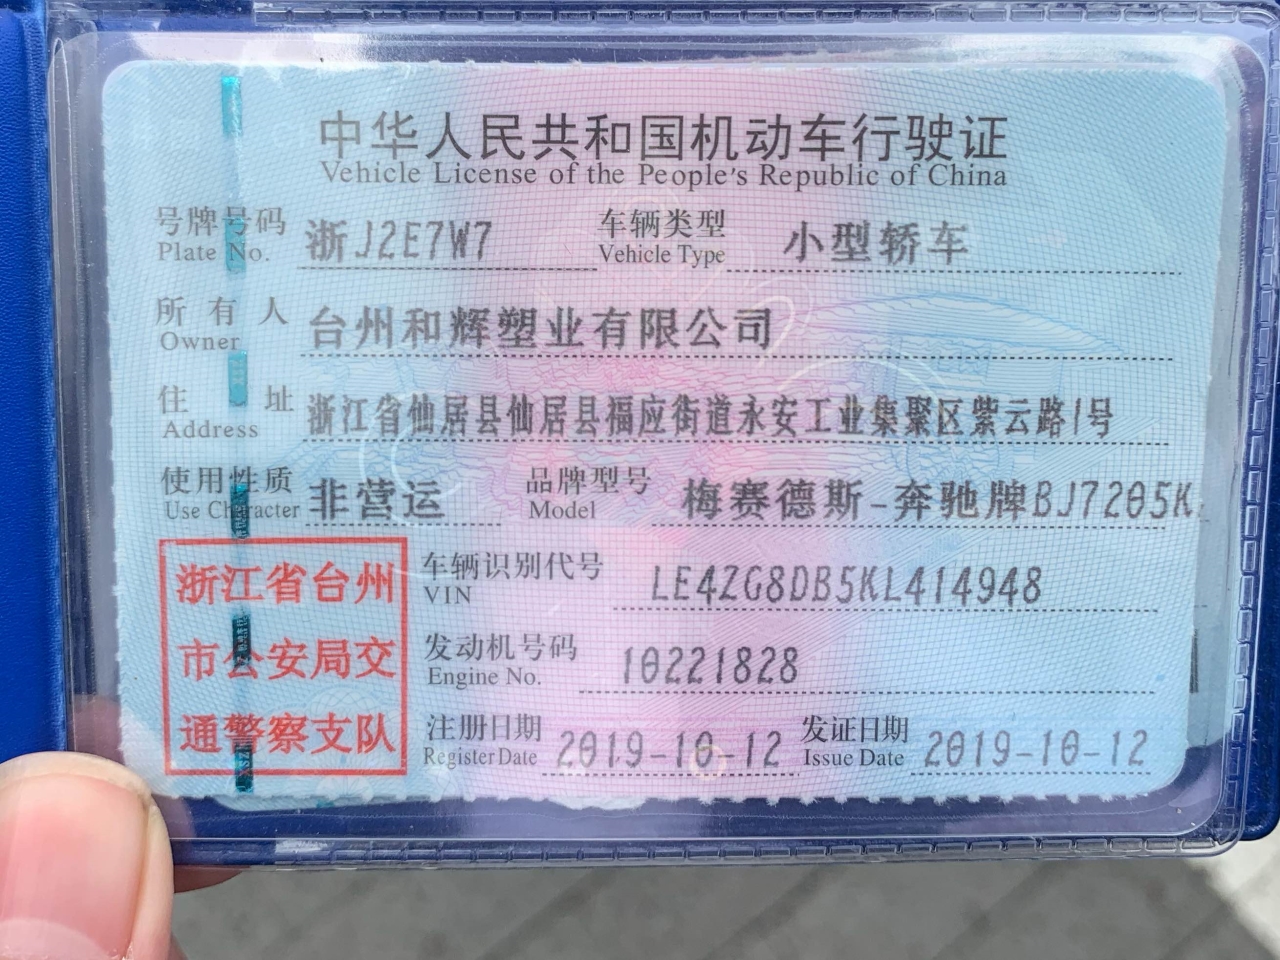 中华人民共和国机动车行驶证
Vehicle License of the People's Republic of China
号牌号码 浙J2E7W7 车辆类型 小型轿车
Plate No. Vehicle Type
所有人 台州和辉塑业有限公司
Owner
住址 浙江省仙居县仙居县福应街道永安工业集聚区紫云路1号
Address
使用性质 非营运 品牌型号 梅赛德斯-奔驰牌BJ7205K
Use Character Model
浙江省台州
市公安局交
通警察支队
车辆识别代号 LE4ZG8DB5KL414948
VIN
发动机号码 10221828
Engine No.
注册日期 2019-10-12 发证日期 2019-10-12
Register Date Issue Date